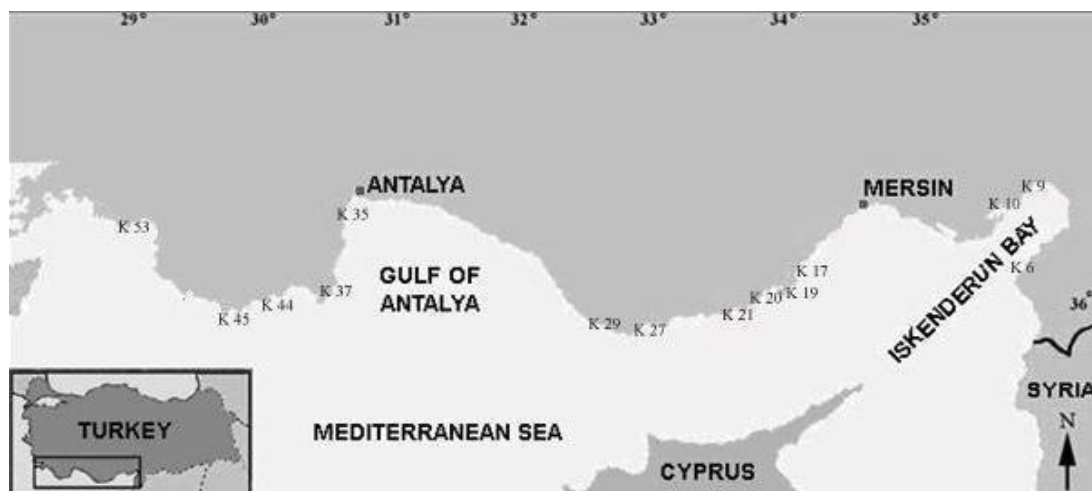 29° 30° 31° 32° 33° 34° 35°
ANTALYA
MERSIN
K 9
K 10
K 35
K 53
GULF OF
ANTALYA
ISKENDERUN BAY
K 6
K 17
K 19
K 20
K 21
K 37
K 44
K 45
K 29
K 27
36°
SYRIA
N
TURKEY
MEDITERRANEAN SEA
CYPRUS